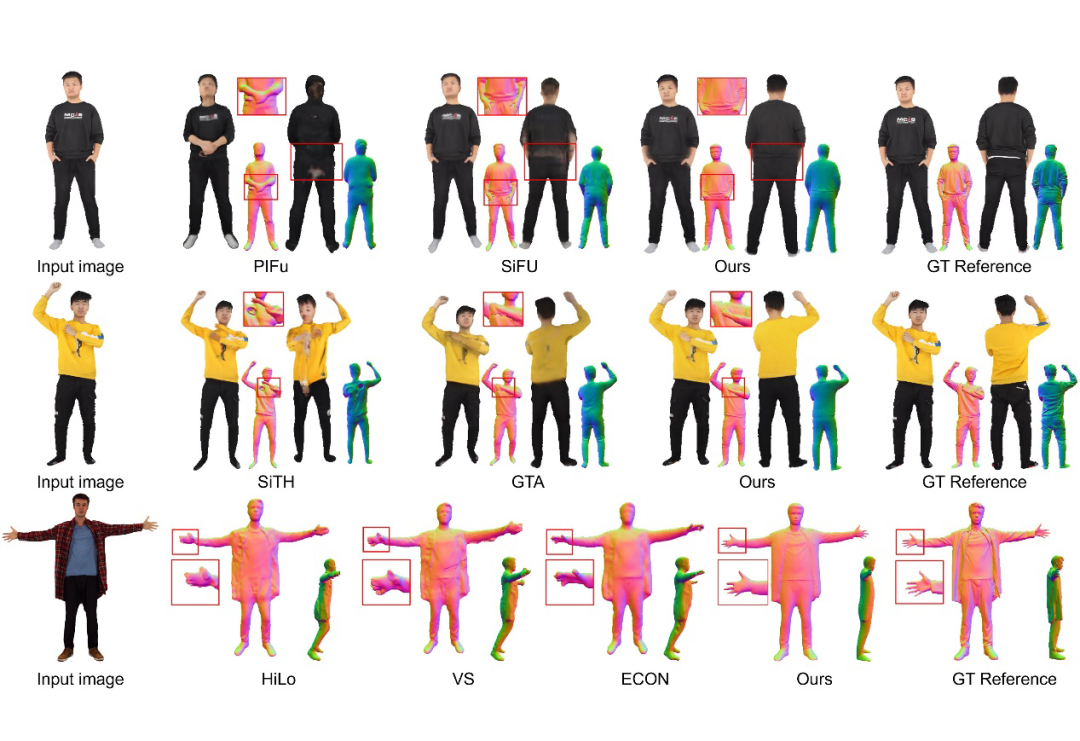 Input image
PIFu
SiFU
Ours
GT Reference
Input image
SiTH
GTA
Ours
GT Reference
Input image
HiLo
VS
ECON
Ours
GT Reference